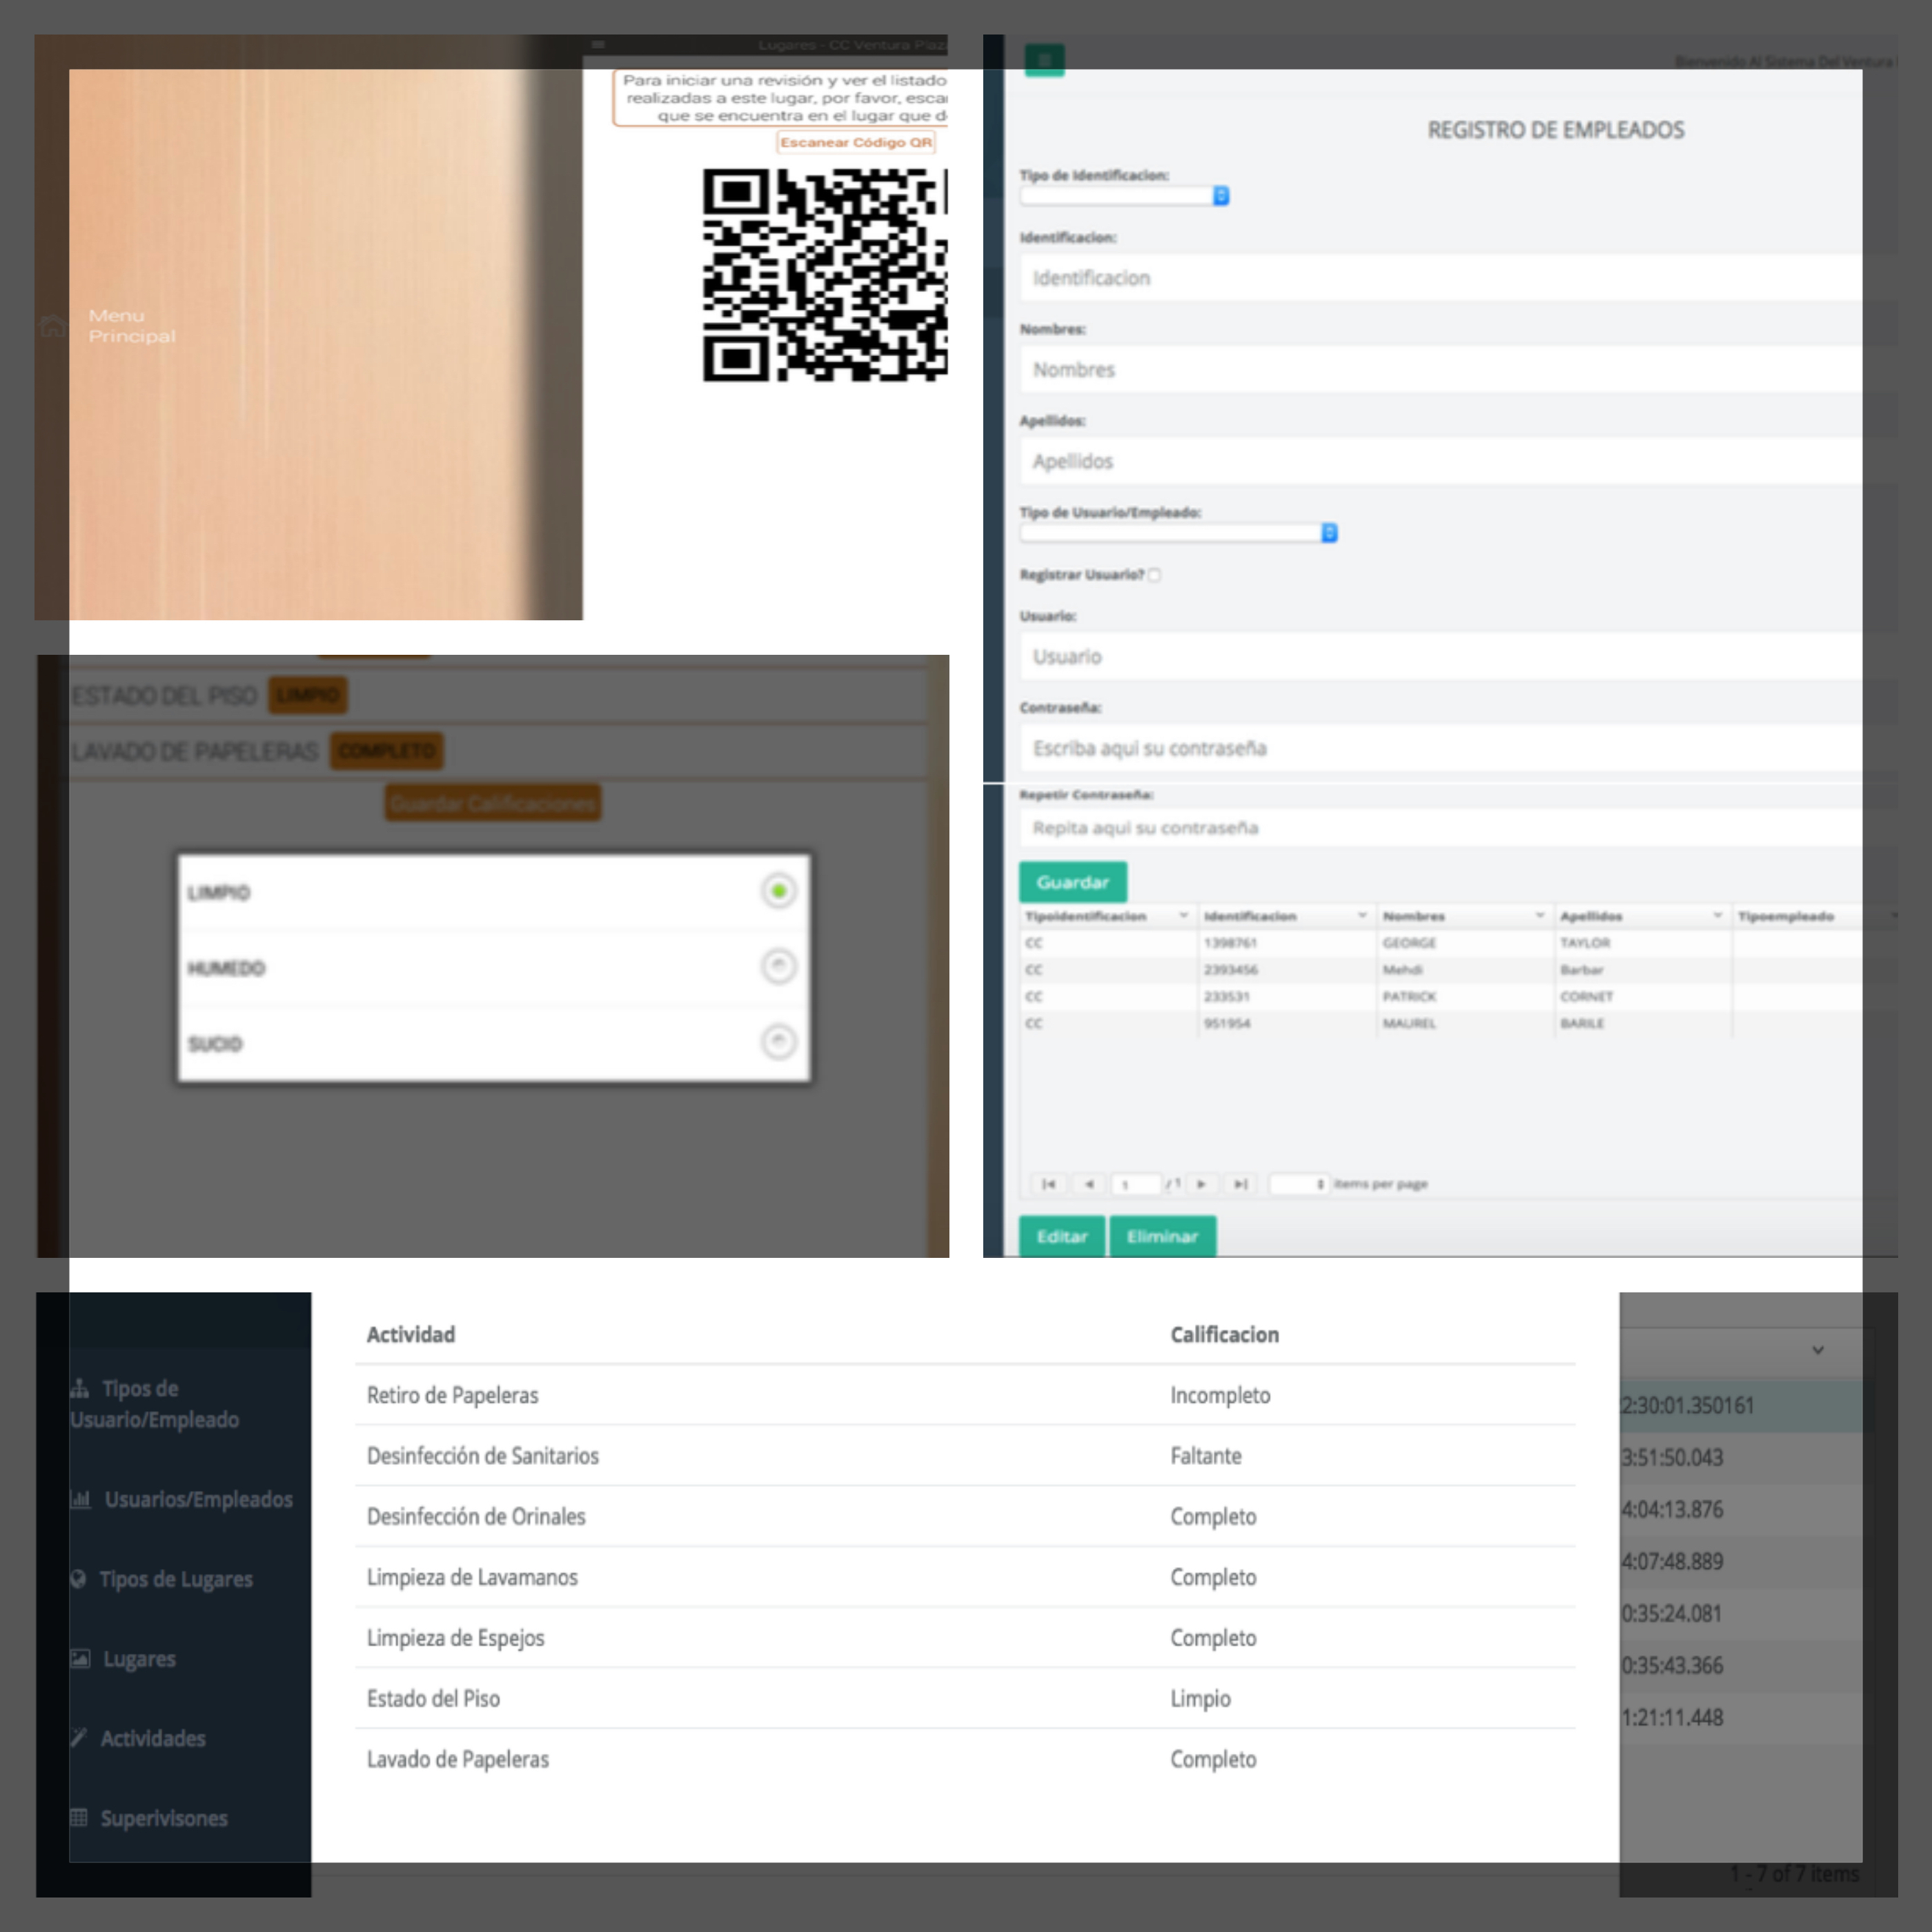 Lugares - CC Ventura Plaza
Para iniciar una revisión y ver el listado
realizadas a este lugar, por favor, escan
que se encuentra en el lugar que d
Escanear Código QR
Menu
Principal
ESTADO DEL PISO LIMPIO
LAVADO DE PAPELERAS COMPLETO
Guardar Calificaciones
LIMPIO
HUMEDO
SUCIO
Bienvenido Al Sistema Del Ventura
REGISTRO DE EMPLEADOS
Tipo de Identificacion:
Identificacion:
Identificacion
Nombres:
Nombres
Apellidos:
Apellidos
Tipo de Usuario/Empleado:
Registrar Usuario?
Usuario:
Usuario
Contraseña:
Escriba aqui su contraseña
Repetir Contraseña:
Repita aqui su contraseña
Guardar
Tipoidentificacion Identificacion Nombres Apellidos Tipoempleado
CC 1398761 GEORGE TAYLOR
CC 2393456 Mehdi Barbar
CC 233531 PATRICK CORNET
CC 951954 MAUREL BARILE
1 / 1 items per page
Editar Eliminar
Tipos de
Usuario/Empleado
Usuarios/Empleados
Tipos de Lugares
Lugares
Actividades
Superivisones
Actividad Calificacion
Retiro de Papeleras Incompleto
Desinfección de Sanitarios Faltante
Desinfección de Orinales Completo
Limpieza de Lavamanos Completo
Limpieza de Espejos Completo
Estado del Piso Limpio
Lavado de Papeleras Completo
2:30:01.350161
3:51:50.043
4:04:13.876
4:07:48.889
0:35:24.081
0:35:43.366
1:21:11.448
1 - 7 of 7 items